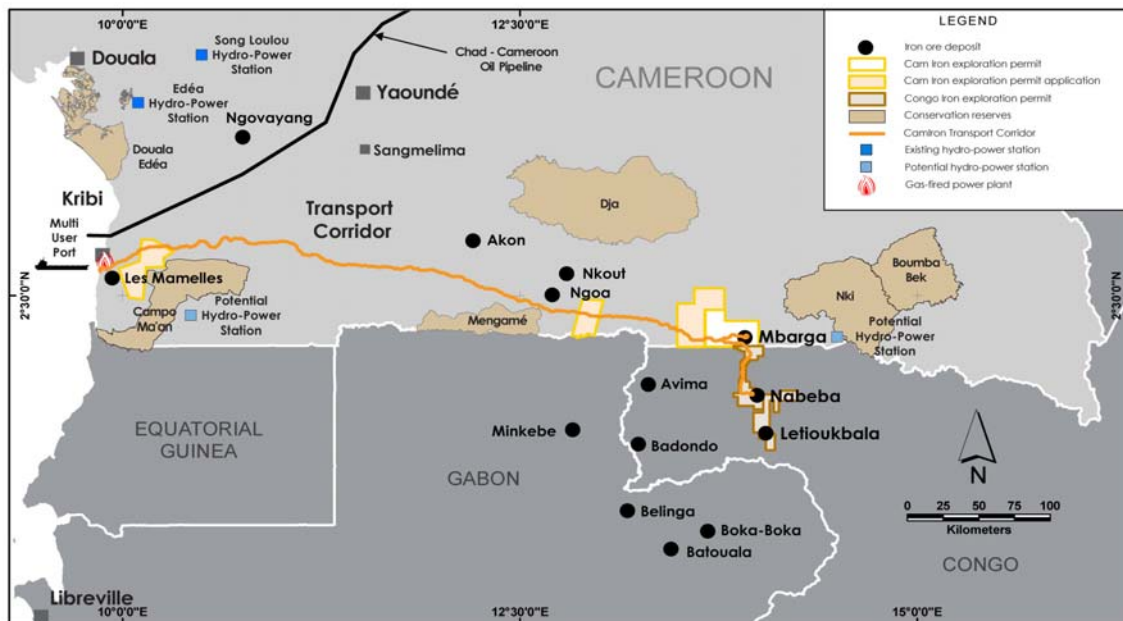 10°0'0"E
12°30'0"E
LEGEND
Iron ore deposit
Cam Iron exploration permit
Cam Iron exploration permit application
Congo Iron exploration permit
Conservation reserves
CamIron Transport Corridor
Existing hydro-power station
Potential hydro-power station
Gas-fired power plant
Song Loulou
Hydro-Power
Station
Douala
Chad - Cameroon
Oil Pipeline
CAMEROON
Edéa
Hydro-Power
Station
Yaoundé
Ngovayang
Douala
Edéa
Sangmelima
Kribi
Multi
User
Port
Transport
Corridor
Dja
Akon
Boumba
Bek
Nkout
Les Mamelles
Ngoa
Nki
2°30'0"N
2°30'0"N
Campo
Ma'an
Potential
Hydro-Power
Station
Mengamé
Mbarga
Potential
Hydro-Power
Station
Avima
Nabeba
EQUATORIAL
GUINEA
Minkebe
Letioukbala
Badondo
GABON
N
Belinga
0 25 50 75 100
Kilometers
Boka-Boka
Batouala
CONGO
Libreville
10°0'0"E
12°30'0"E
15°0'0"E